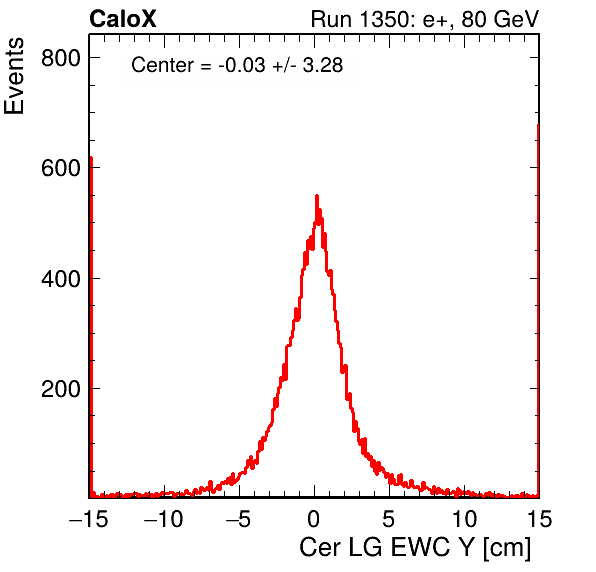 CaloX
Run 1350: e+, 80 GeV
Center = -0.03 +/- 3.28
Events
800
600
400
200
−15
−10
−5
0
5
10
15
Cer LG EWC Y [cm]